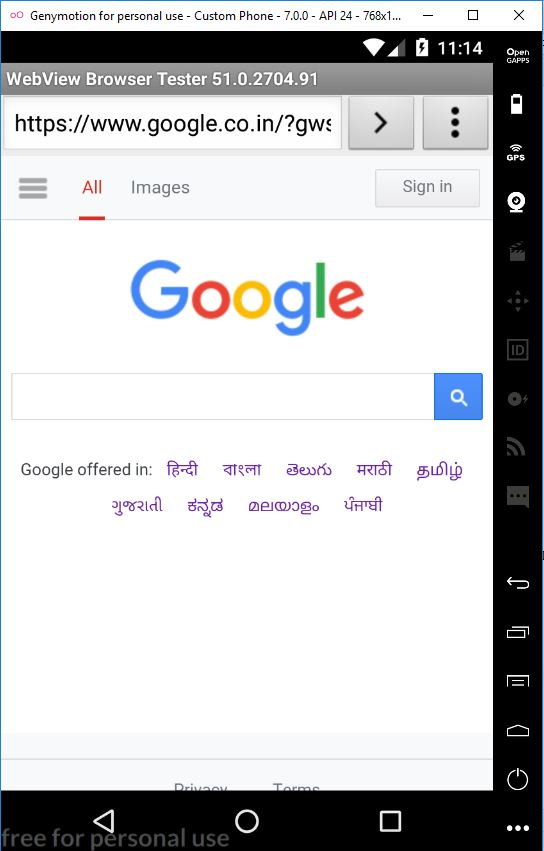 Genymotion for personal use - Custom Phone - 7.0.0 - API 24 - 768x1...
11:14
Open
GAPPS
WebView Browser Tester 51.0.2704.91
https://www.google.co.in/?gws
GPS
All Images Sign in
Google
ID
Google offered in: हिन्दी বাংলা తెలుగు मराठी தமிழ்
ગુજરાતી ಕನ್ನಡ മലയാളം ਪੰਜਾਬੀ
Privacy Terms
free for personal use